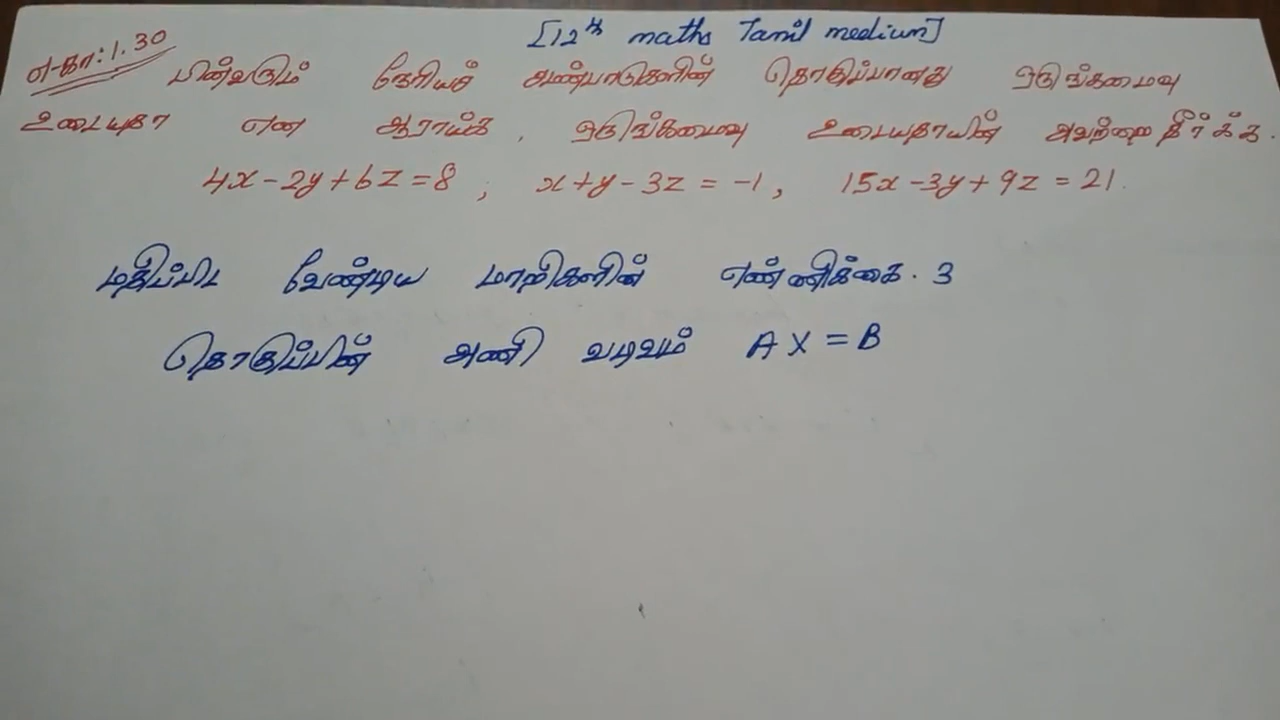 [12th maths Tamil medium]
எ-கா: 1.30 பின்வரும் நேரியச் சமன்பாடுகளின் தொகுப்பானது ஒருங்கமைவு
உடையதா என ஆராய்க. ஒருங்கமைவு உடையதாயின் அவற்றை தீர்க்க.
4x - 2y + 6z = 8 ; x + y - 3z = -1, 15x - 3y + 9z = 21.
மதிப்பிட வேண்டிய மாறிகளின் எண்ணிக்கை. 3
தொகுப்பின் அணி வடிவம் AX = B